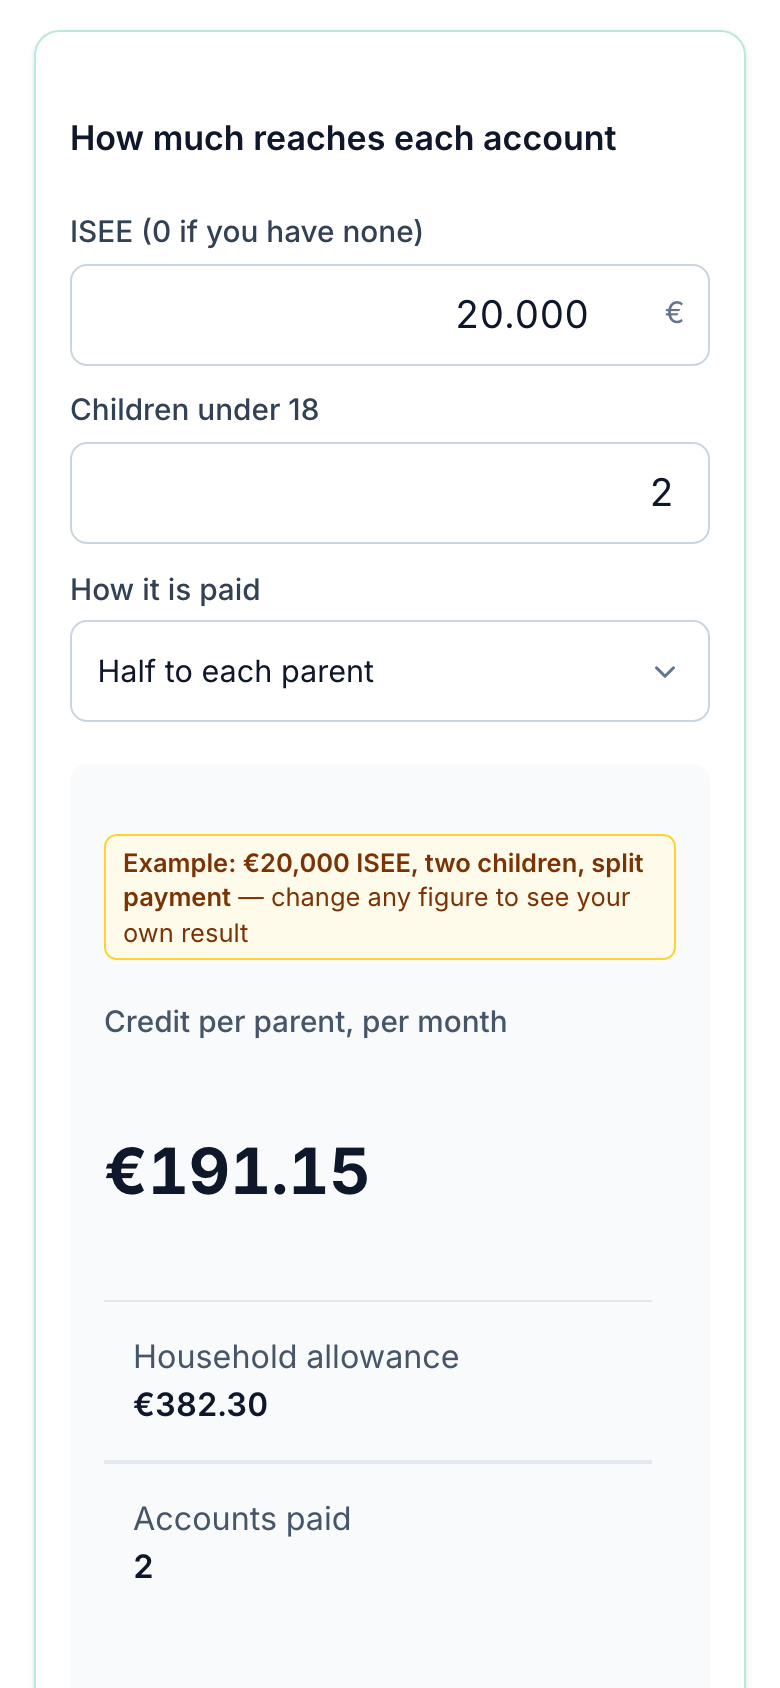 How much reaches each account
ISEE (0 if you have none)
20.000 €
Children under 18
2
How it is paid
Half to each parent
Example: €20,000 ISEE, two children, split
payment — change any figure to see your
own result
Credit per parent, per month
€191.15
Household allowance
€382.30
Accounts paid
2